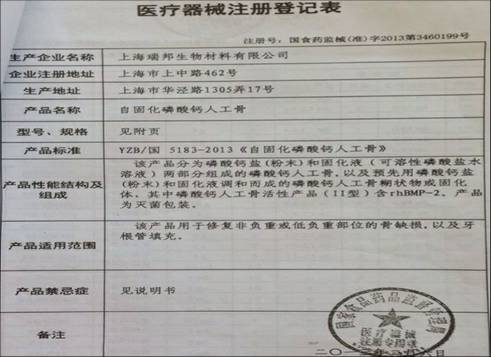 医疗器械注册登记表
注册号：国食药监械(准)字2013第3460199号
生产企业名称 上海瑞邦生物材料有限公司
企业注册地址 上海市上中路462号
生产地址 上海市华泾路1305弄17号
产品名称 自固化磷酸钙人工骨
型号、规格 见附页
产品标准 YZB/国 5183-2013《自固化磷酸钙人工骨》
产品性能结构及组成
该产品分为磷酸钙盐(粉末)和固化液（可溶性磷酸盐水
溶液）两部分组成的磷酸钙人工骨，以及预先用磷酸钙盐
(粉末)和固化液调和而成的磷酸钙人工骨糊状物或固化
体。其中磷酸钙人工骨活性产品（II型）含rhBMP-2。产品
为灭菌包装。
产品适用范围
该产品用于修复非负重或低负重部位的骨缺损，以及牙
根管填充。
产品禁忌症 见说明书
备注
国家食品药品监督管理局
医疗器械
注册专用章